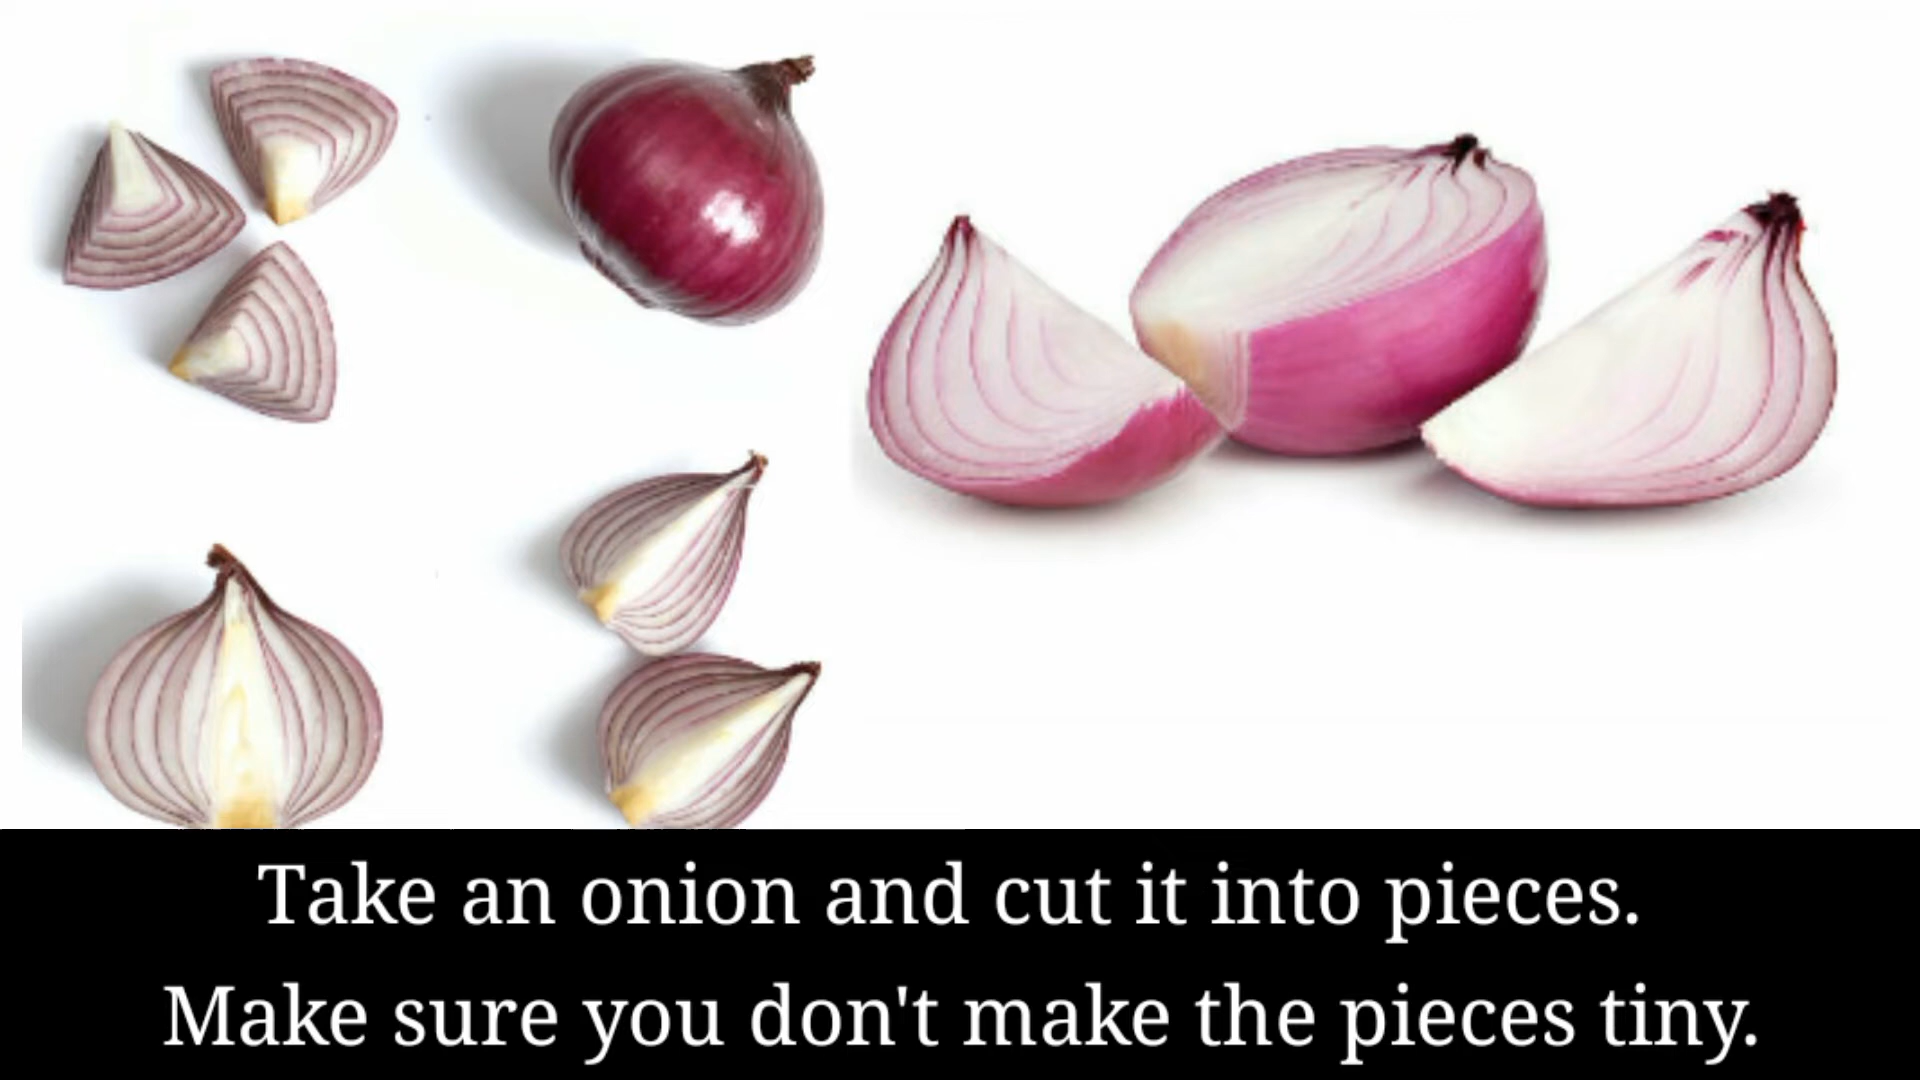 Take an onion and cut it into pieces.
Make sure you don't make the pieces tiny.